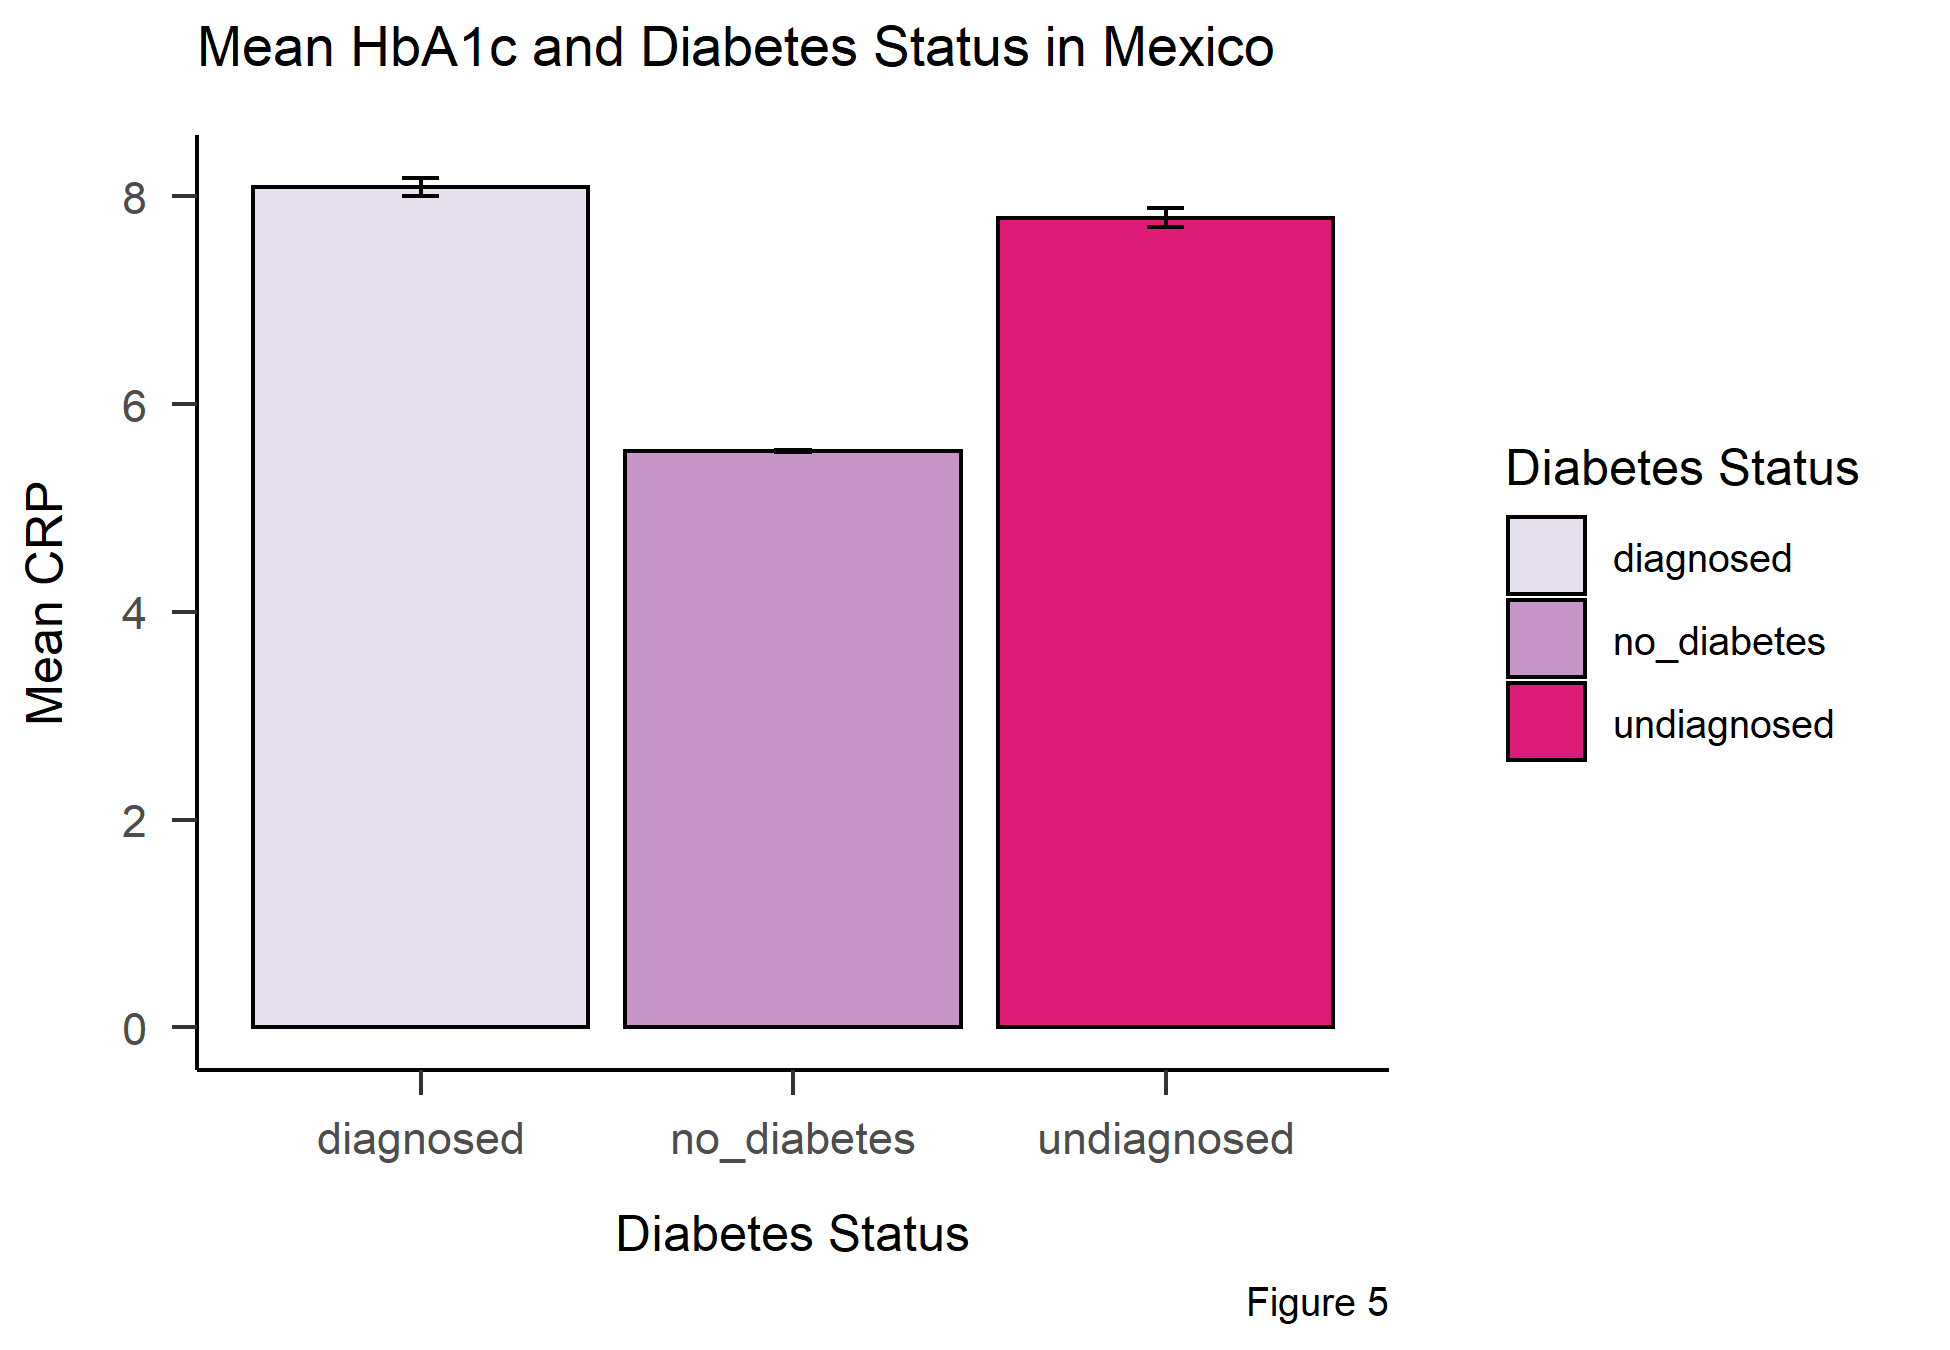 Mean HbA1c and Diabetes Status in Mexico
Mean CRP
8
6
4
2
0
diagnosed no_diabetes undiagnosed
Diabetes Status
Diabetes Status
diagnosed
no_diabetes
undiagnosed
Figure 5